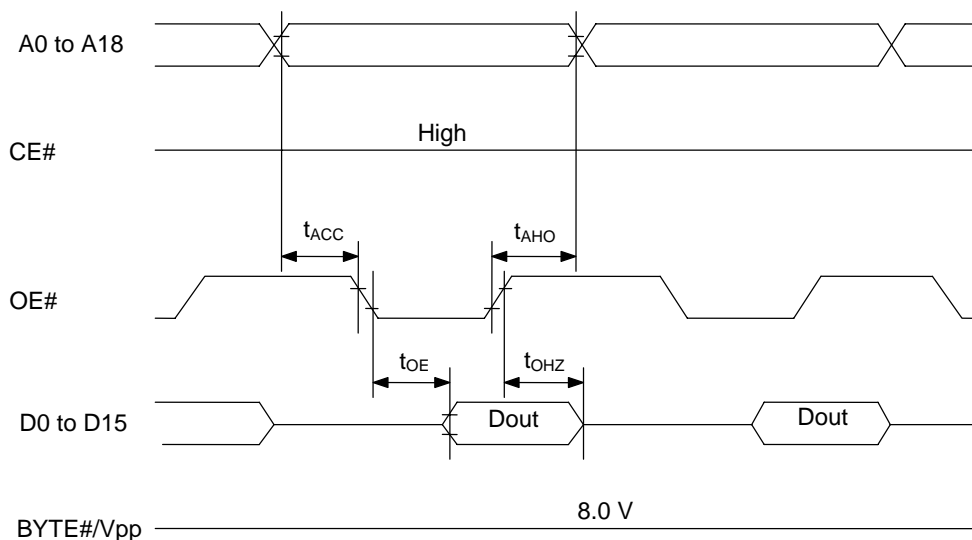 A0 to A18
High
CE#
tACC
tAHO
OE#
tOE
tOHZ
D0 to D15
Dout
Dout
8.0 V
BYTE#/Vpp